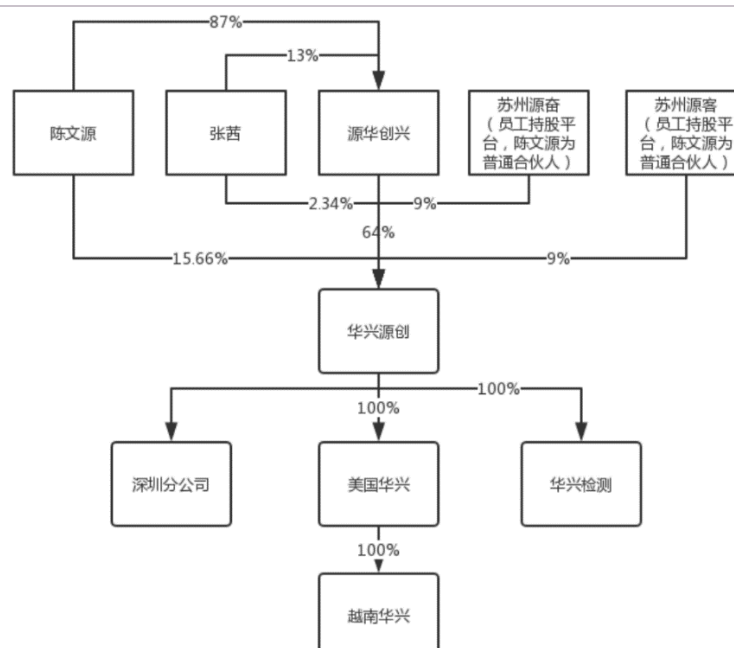 87%
13%
陈文源
张茜
源华创兴
苏州源奋
（员工持股平
台，陈文源为
普通合伙人）
苏州源客
（员工持股平
台，陈文源为
普通合伙人）
2.34%
9%
64%
15.66%
9%
华兴源创
100%
100%
深圳分公司
美国华兴
华兴检测
100%
越南华兴